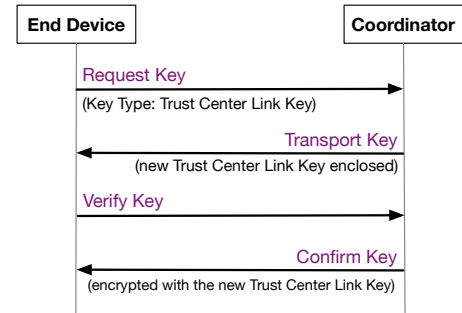 End Device
Coordinator
Request Key
(Key Type: Trust Center Link Key)
Transport Key
(new Trust Center Link Key enclosed)
Verify Key
Confirm Key
(encrypted with the new Trust Center Link Key)